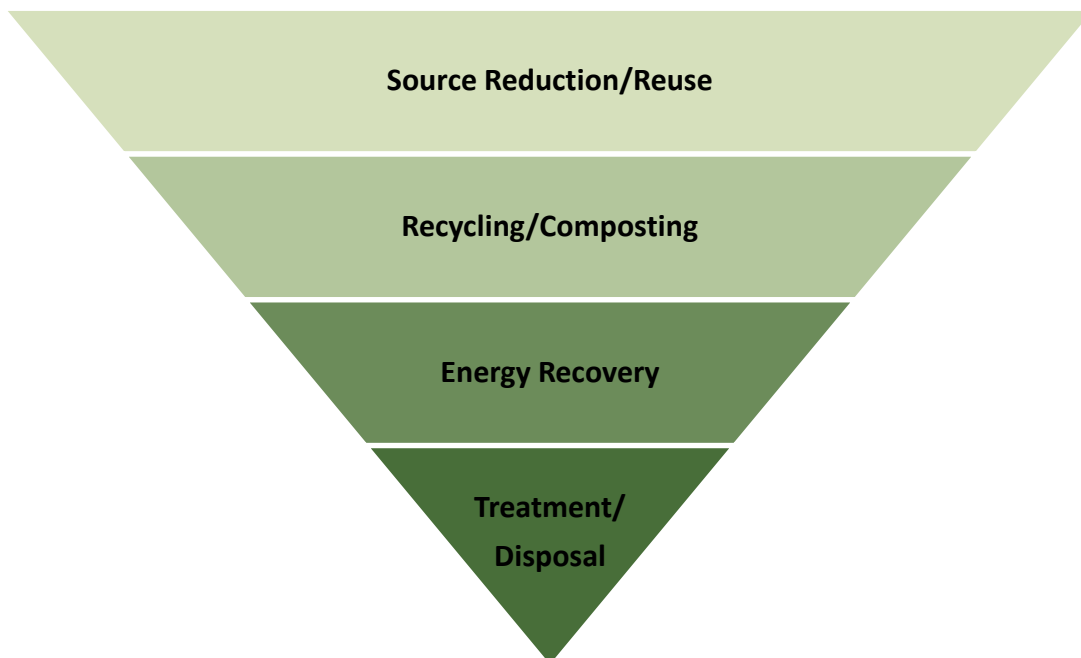 Source Reduction/Reuse
Recycling/Composting
Energy Recovery
Treatment/
Disposal